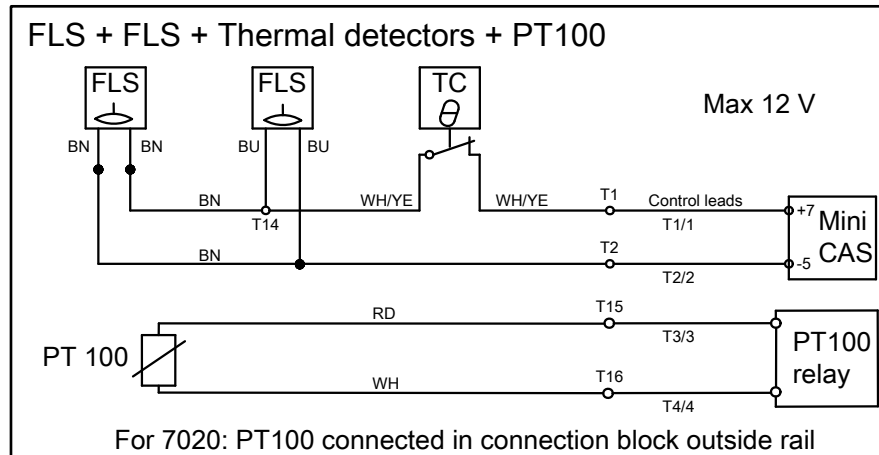 FLS + FLS + Thermal detectors + PT100
FLS
FLS
TC
Max 12 V
BN
BN
BU
BU
BN
T14
WH/YE
WH/YE
T1
Control leads
T1/1
+7
Mini
CAS
BN
T2
T2/2
-5
RD
T15
T3/3
PT 100
PT100
relay
WH
T16
T4/4
For 7020: PT100 connected in connection block outside rail